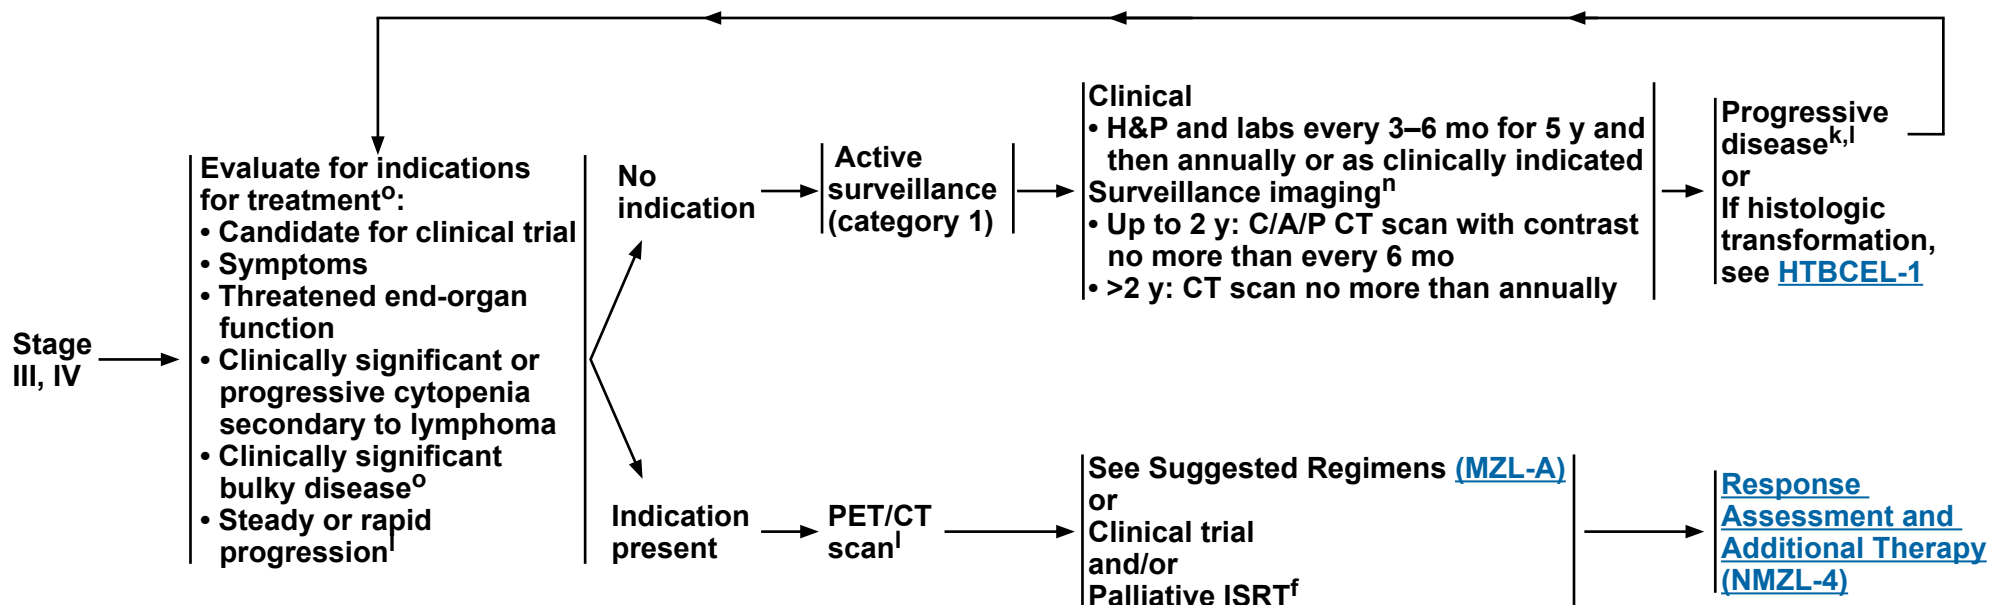 Stage
III, IV
Evaluate for indications
for treatmento:
• Candidate for clinical trial
• Symptoms
• Threatened end-organ
function
• Clinically significant or
progressive cytopenia
secondary to lymphoma
• Clinically significant
bulky diseaseo
• Steady or rapid
progressionl
No
indication
Active
surveillance
(category 1)
Clinical
• H&P and labs every 3–6 mo for 5 y and
then annually or as clinically indicated
Surveillance imagingn
• Up to 2 y: C/A/P CT scan with contrast
no more than every 6 mo
• >2 y: CT scan no more than annually
Progressive
diseasek,l
or
If histologic
transformation,
see HTBCEL-1
Indication
present
PET/CT
scanl
See Suggested Regimens (MZL-A)
or
Clinical trial
and/or
Palliative ISRTf
Response
Assessment and
Additional Therapy
(NMZL-4)